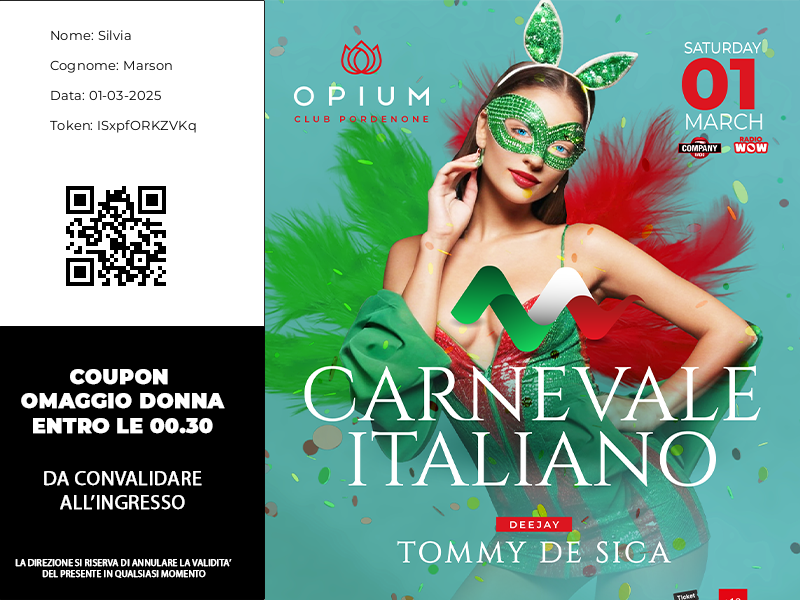 Nome: Silvia
Cognome: Marson
Data: 01-03-2025
Token: ISxpfORKZVKq
COUPON
OMAGGIO DONNA
ENTRO LE 00.30
DA CONVALIDARE
ALL'INGRESSO
LA DIREZIONE SI RISERVA DI ANNULARE LA VALIDITA'
DEL PRESENTE IN QUALSIASI MOMENTO
OPIUM
CLUB PORDENONE
SATURDAY
01
MARCH
COMPANY
RADIO
WOW
CARNEVALE
ITALIANO
DEEJAY
TOMMY DE SICA
Ticket